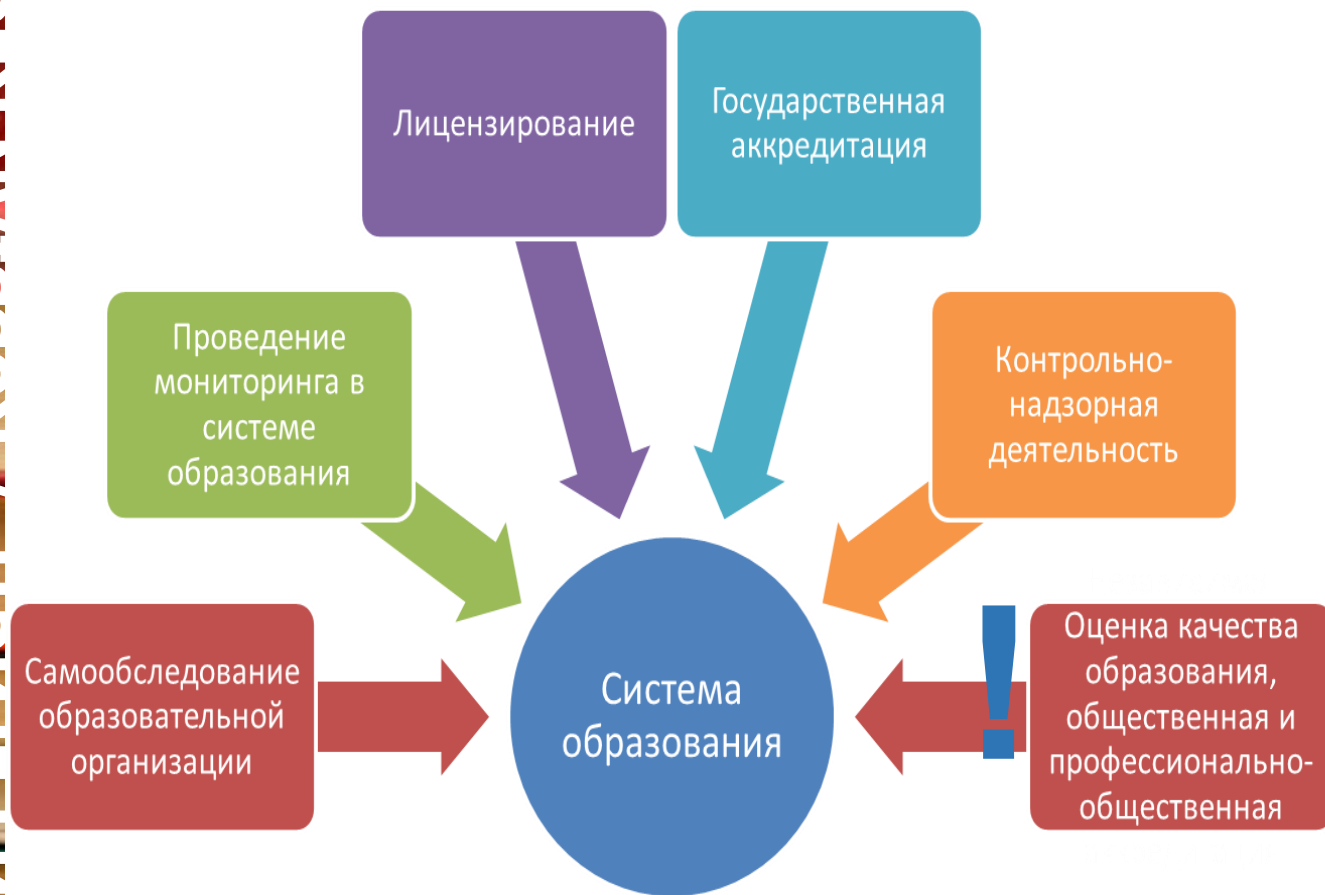 Лицензирование
Государственная
аккредитация
Проведение
мониторинга в
системе
образования
Контрольно-
надзорная
деятельность
Самообследование
образовательной
организации
Система
образования
!
Оценка качества
образования,
общественная и
профессионально-
общественная